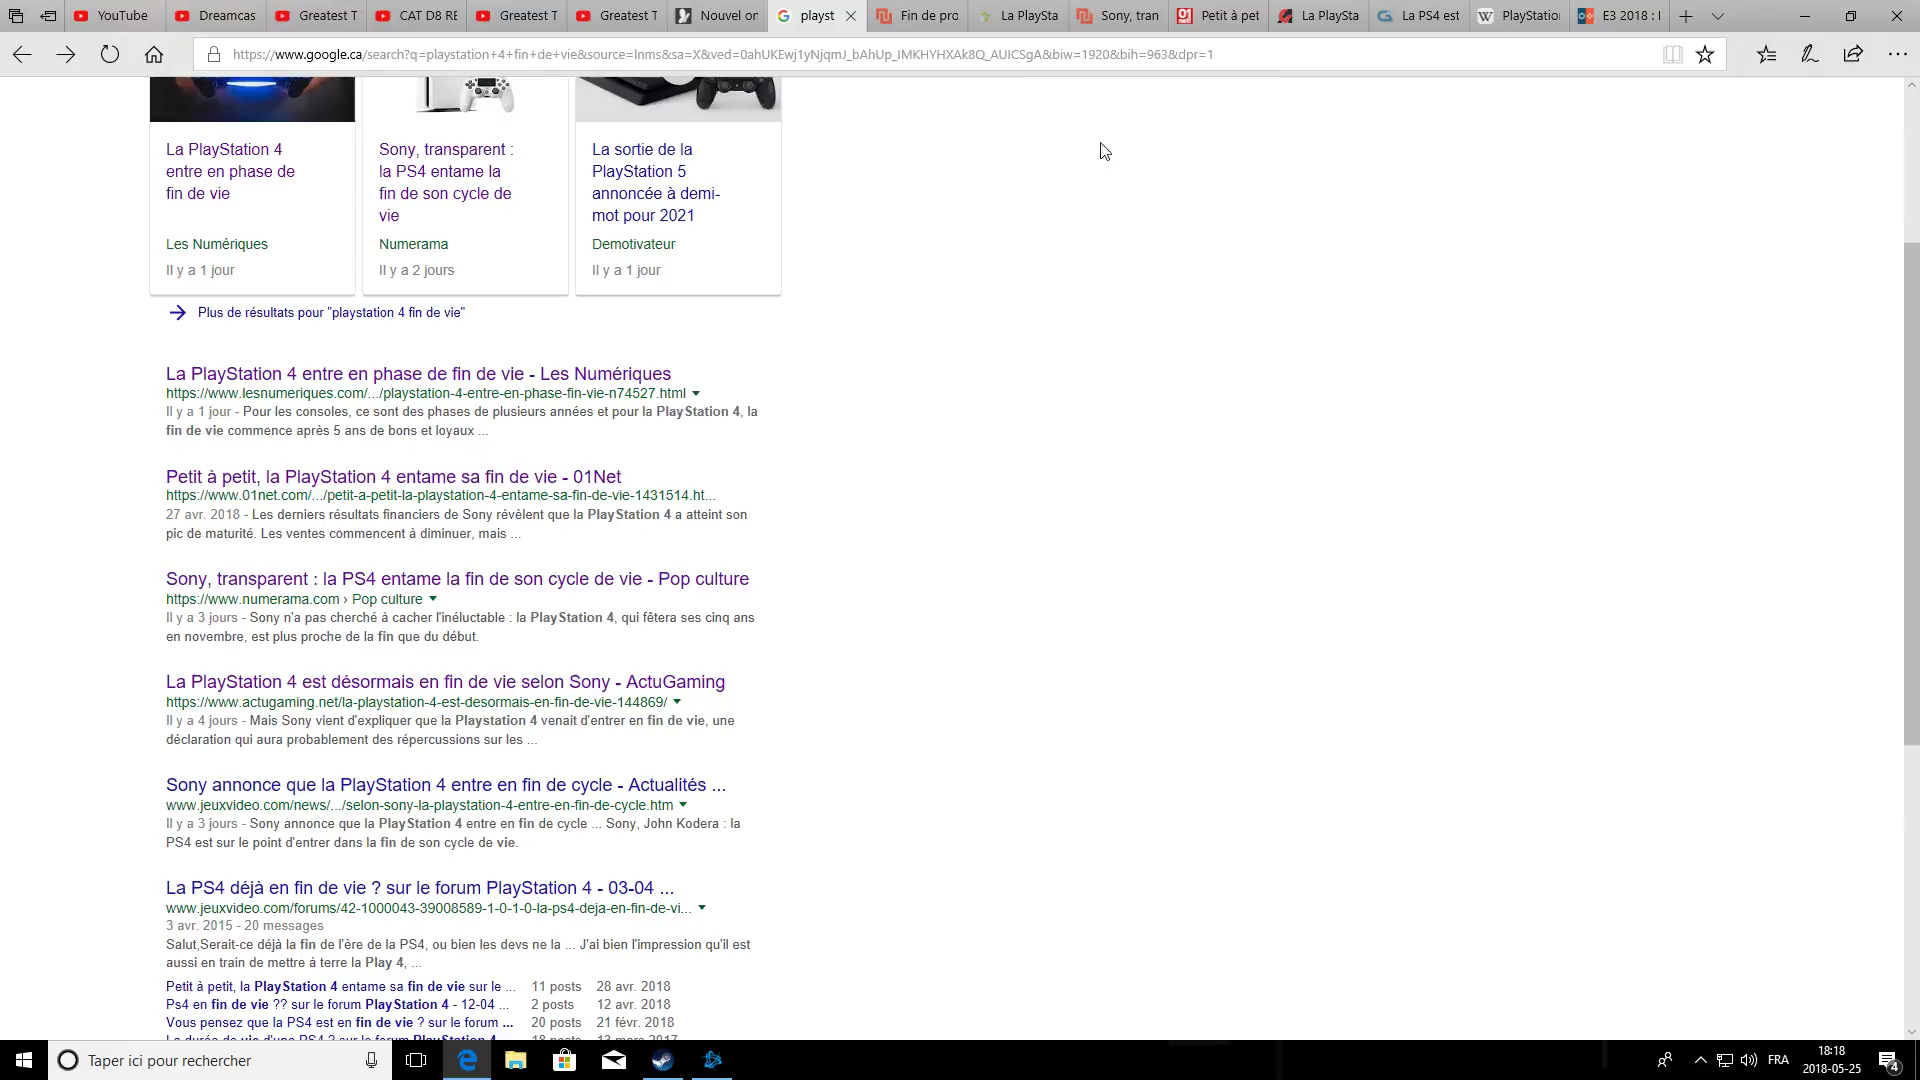 YouTube
Dreamcas
Greatest T
CAT D8 RE
Greatest T
Greatest T
Nouvel on
playst
Fin de pro
La PlaySta
Sony, tran
Petit à pet
La PlaySta
La PS4 est
PlayStation
E3 2018 : l
https://www.google.ca/search?q=playstation+4+fin+de+vie&source=lnms&sa=X&ved=0ahUKEwj1yNjqmJ_bAhUp_IMKHYHXAk8Q_AUICSgA&biw=1920&bih=963&dpr=1
La PlayStation 4
entre en phase de
fin de vie
Les Numériques
Il y a 1 jour
Sony, transparent :
la PS4 entame la
fin de son cycle de
vie
Numerama
Il y a 2 jours
La sortie de la
PlayStation 5
annoncée à demi-
mot pour 2021
Demotivateur
Il y a 1 jour
Plus de résultats pour "playstation 4 fin de vie"
La PlayStation 4 entre en phase de fin de vie - Les Numériques
https://www.lesnumeriques.com/.../playstation-4-entre-en-phase-fin-vie-n74527.html
Il y a 1 jour - Pour les consoles, ce sont des phases de plusieurs années et pour la PlayStation 4, la
fin de vie commence après 5 ans de bons et loyaux ...
Petit à petit, la PlayStation 4 entame sa fin de vie - 01Net
https://www.01net.com/.../petit-a-petit-la-playstation-4-entame-sa-fin-de-vie-1431514.ht...
27 avr. 2018 - Les derniers résultats financiers de Sony révèlent que la PlayStation 4 a atteint son
pic de maturité. Les ventes commencent à diminuer, mais ...
Sony, transparent : la PS4 entame la fin de son cycle de vie - Pop culture
https://www.numerama.com › Pop culture
Il y a 3 jours - Sony n'a pas cherché à cacher l'inéluctable : la PlayStation 4, qui fêtera ses cinq ans
en novembre, est plus proche de la fin que du début.
La PlayStation 4 est désormais en fin de vie selon Sony - ActuGaming
https://www.actugaming.net/la-playstation-4-est-desormais-en-fin-de-vie-144869/
Il y a 4 jours - Mais Sony vient d'expliquer que la Playstation 4 venait d'entrer en fin de vie, une
déclaration qui aura probablement des répercussions sur les ...
Sony annonce que la PlayStation 4 entre en fin de cycle - Actualités ...
www.jeuxvideo.com/news/.../selon-sony-la-playstation-4-entre-en-fin-de-cycle.htm
Il y a 3 jours - Sony annonce que la PlayStation 4 entre en fin de cycle ... Sony, John Kodera : la
PS4 est sur le point d'entrer dans la fin de son cycle de vie.
La PS4 déjà en fin de vie ? sur le forum PlayStation 4 - 03-04 ...
www.jeuxvideo.com/forums/42-1000043-39008589-1-0-1-0-la-ps4-deja-en-fin-de-vi...
3 avr. 2015 - 20 messages
Salut,Serait-ce déjà la fin de l'ère de la PS4, ou bien les devs ne la ... J'ai bien l'impression qu'il est
aussi en train de mettre à terre la Play 4, ...
Petit à petit, la PlayStation 4 entame sa fin de vie sur le ... 11 posts 28 avr. 2018
Ps4 en fin de vie ?? sur le forum PlayStation 4 - 12-04 ... 2 posts 12 avr. 2018
Vous pensez que la PS4 est en fin de vie ? sur le forum ... 20 posts 21 févr. 2018
La durée de vie d'une PS4 ? sur le forum PlayStation 4 18 posts 13 mars 2017
Taper ici pour rechercher
FRA
18:18
2018-05-25
4